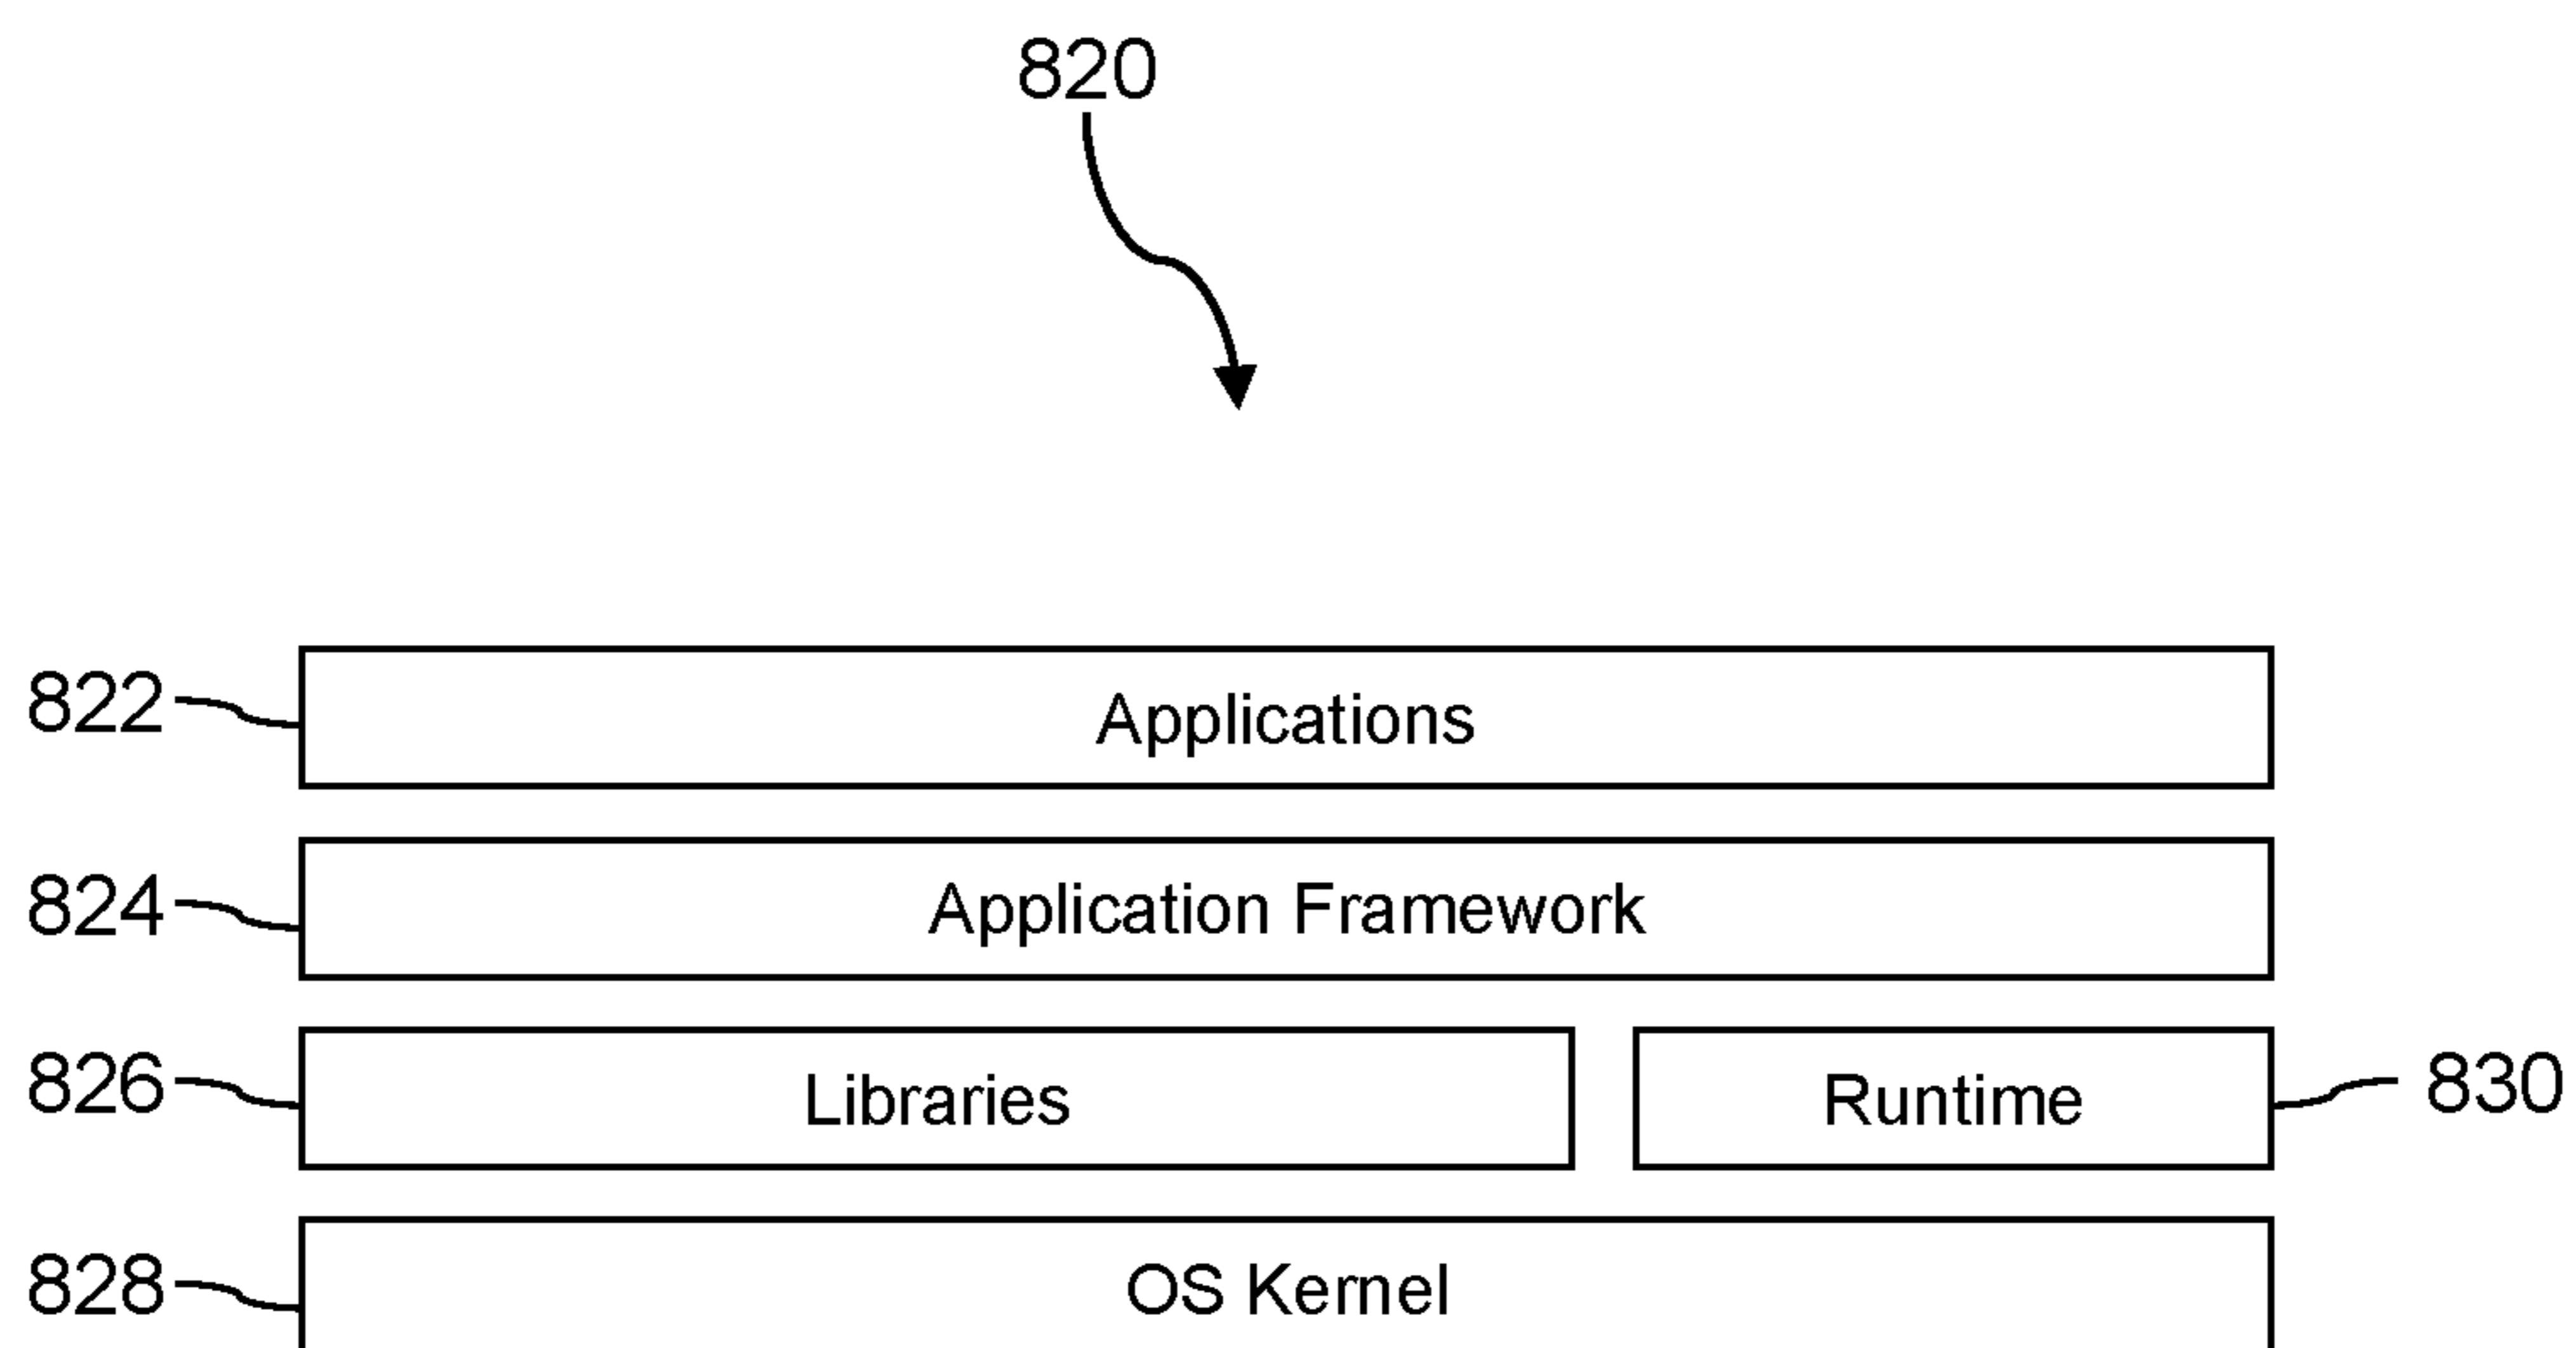 820
822 Applications
824 Application Framework
826 Libraries Runtime 830
828 OS Kernel